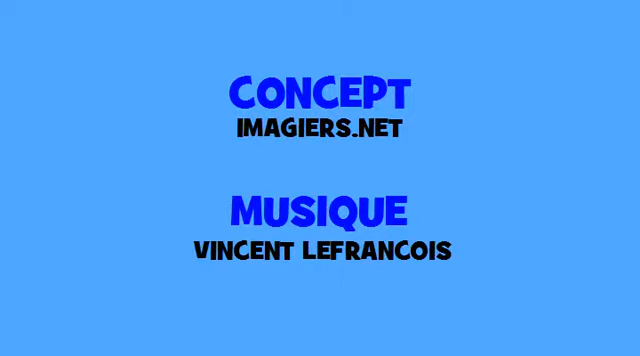 CONCEPT
IMAGIERS.NET
MUSIQUE
VINCENT LEFRANCOIS